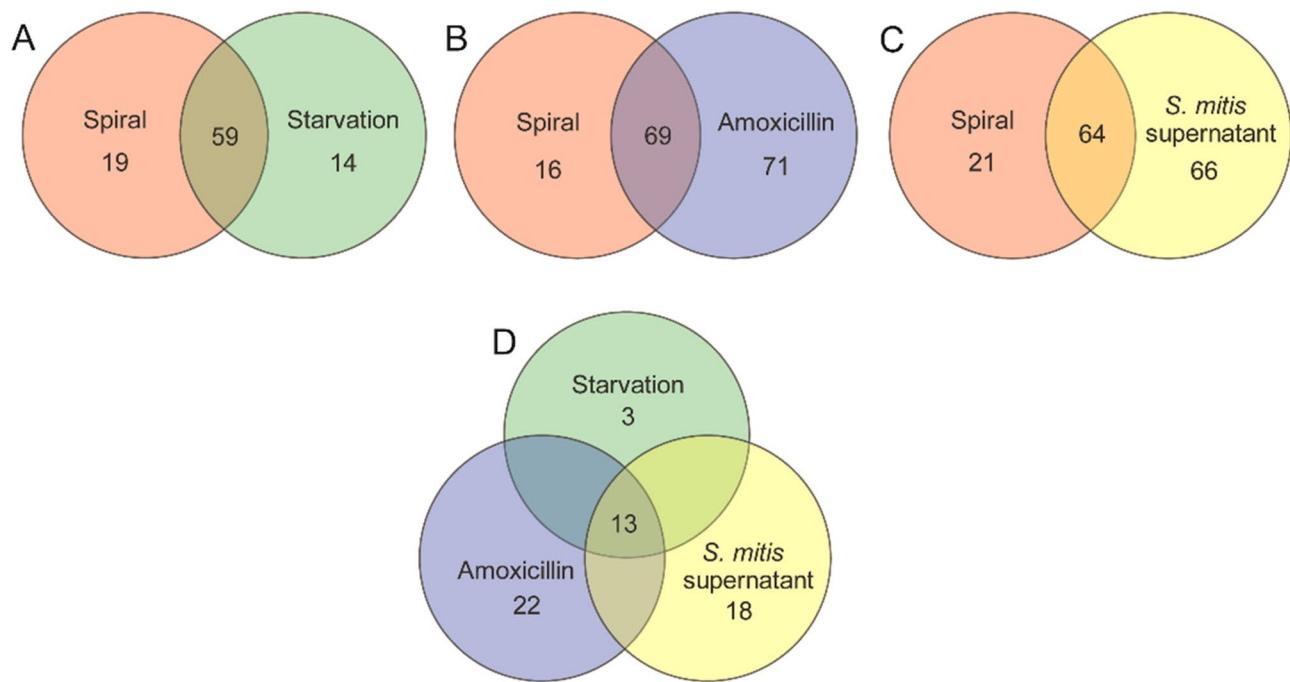 A
Spiral
19
59
Starvation
14
B
Spiral
16
69
Amoxicillin
71
C
Spiral
21
64
S. mitis
supernatant
66
D
Starvation
3
13
Amoxicillin
22
S. mitis
supernatant
18